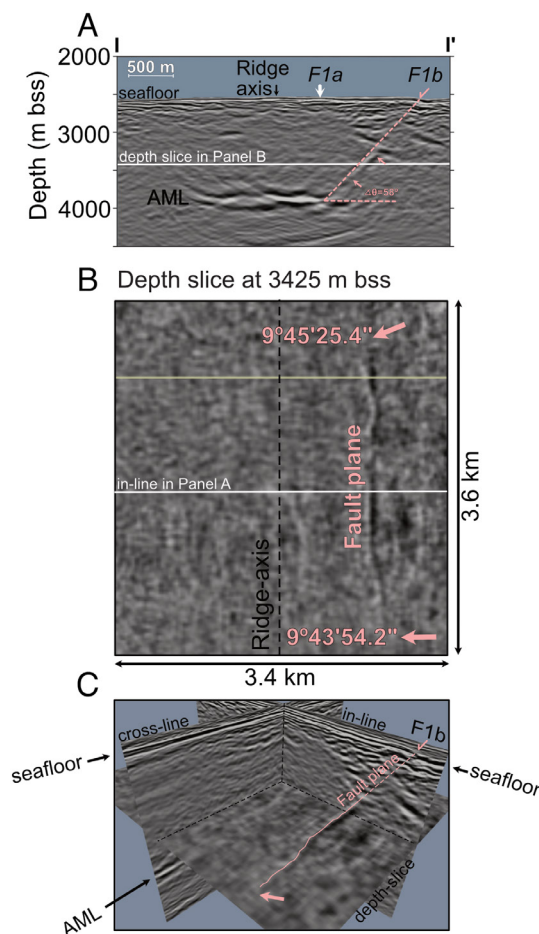 A
I
I'
2000
3000
4000
Depth (m bss)
500 m
Ridge
axis↓
F1a
F1b
seafloor
depth slice in Panel B
AML
Δθ=58°
B
Depth slice at 3425 m bss
9°45'25.4"
Fault plane
in-line in Panel A
Ridge-axis
9°43'54.2"
3.6 km
3.4 km
C
cross-line
in-line
F1b
seafloor
seafloor
Fault plane
depth-slice
AML